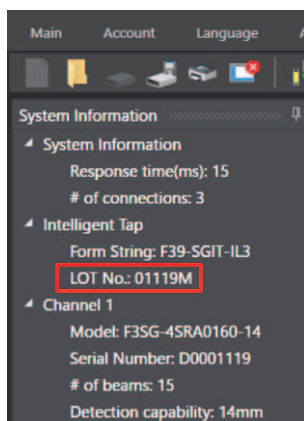 Main Account Language
System Information
System Information
Response time(ms): 15
# of connections: 3
Intelligent Tap
Form String: F39-SGIT-IL3
LOT No.: 01119M
Channel 1
Model: F3SG-4SRA0160-14
Serial Number: D0001119
# of beams: 15
Detection capability: 14mm